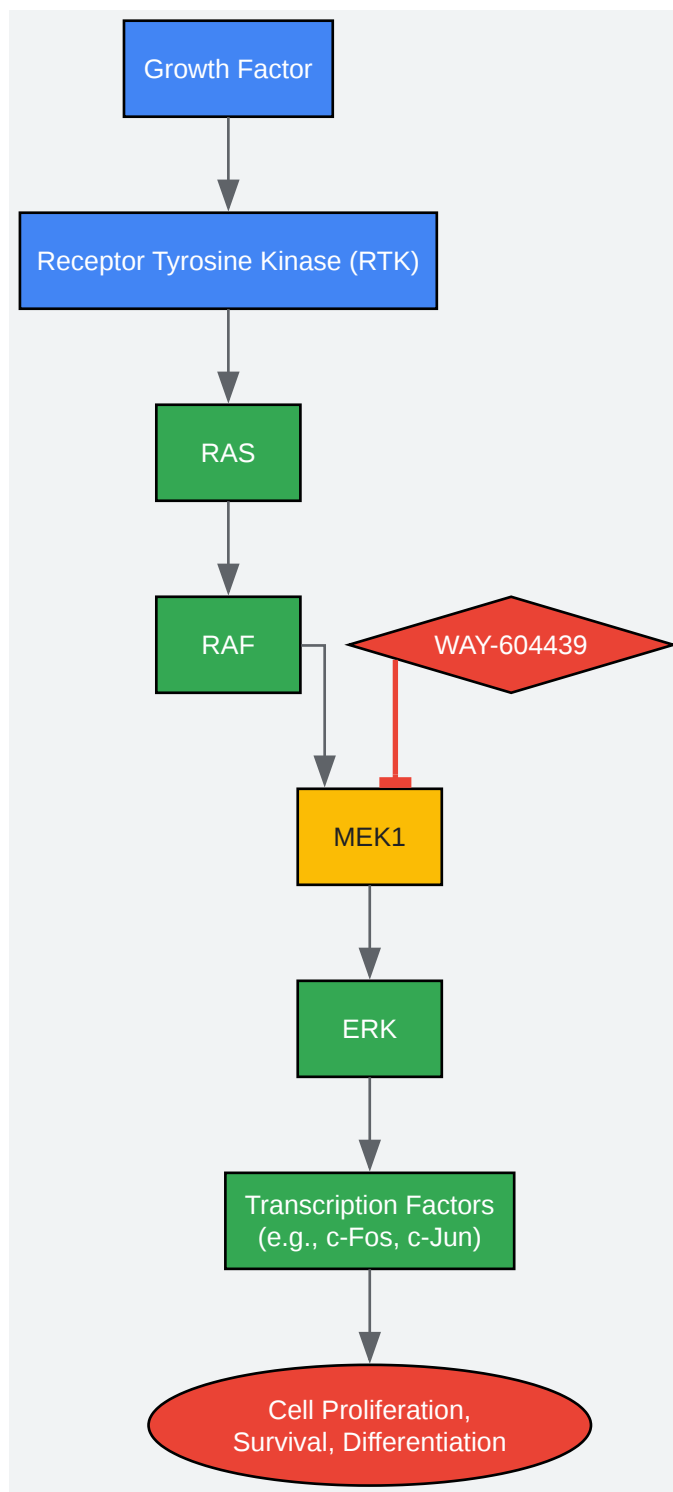 Growth Factor
Receptor Tyrosine Kinase (RTK)
RAS
RAF
WAY-604439
MEK1
ERK
Transcription Factors
(e.g., c-Fos, c-Jun)
Cell Proliferation,
Survival, Differentiation